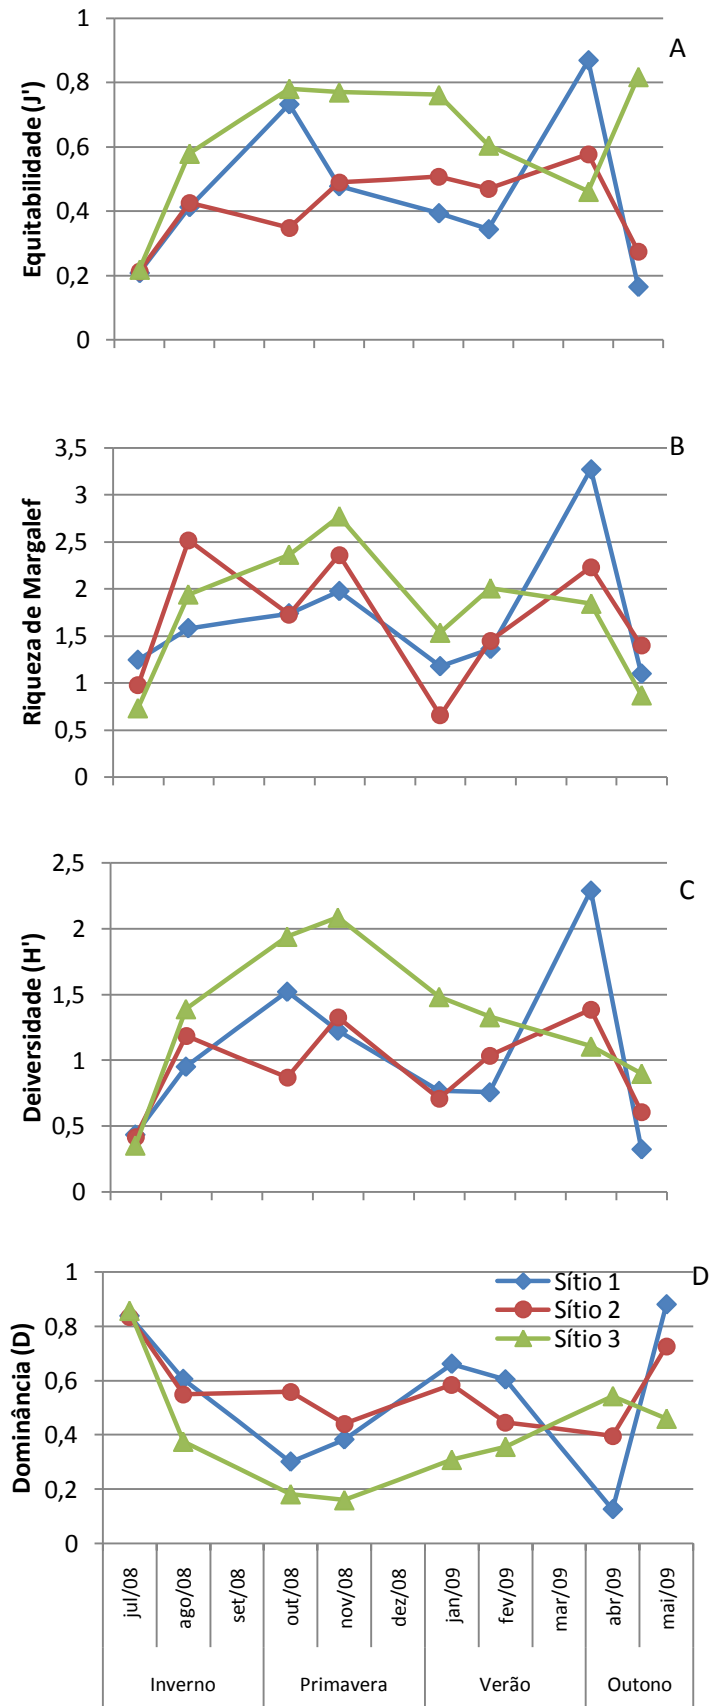 A
Equitabilidade (J')
1
0,8
0,6
0,4
0,2
0
B
Riqueza de Margalef
3,5
3
2,5
2
1,5
1
0,5
0
C
Deiversidade (H')
2,5
2
1,5
1
0,5
0
D
Dominância (D)
1
0,8
0,6
0,4
0,2
0
Sítio 1
Sítio 2
Sítio 3
jul/08 ago/08 set/08 out/08 nov/08 dez/08 jan/09 fev/09 mar/09 abr/09 mai/09
Inverno Primavera Verão Outono